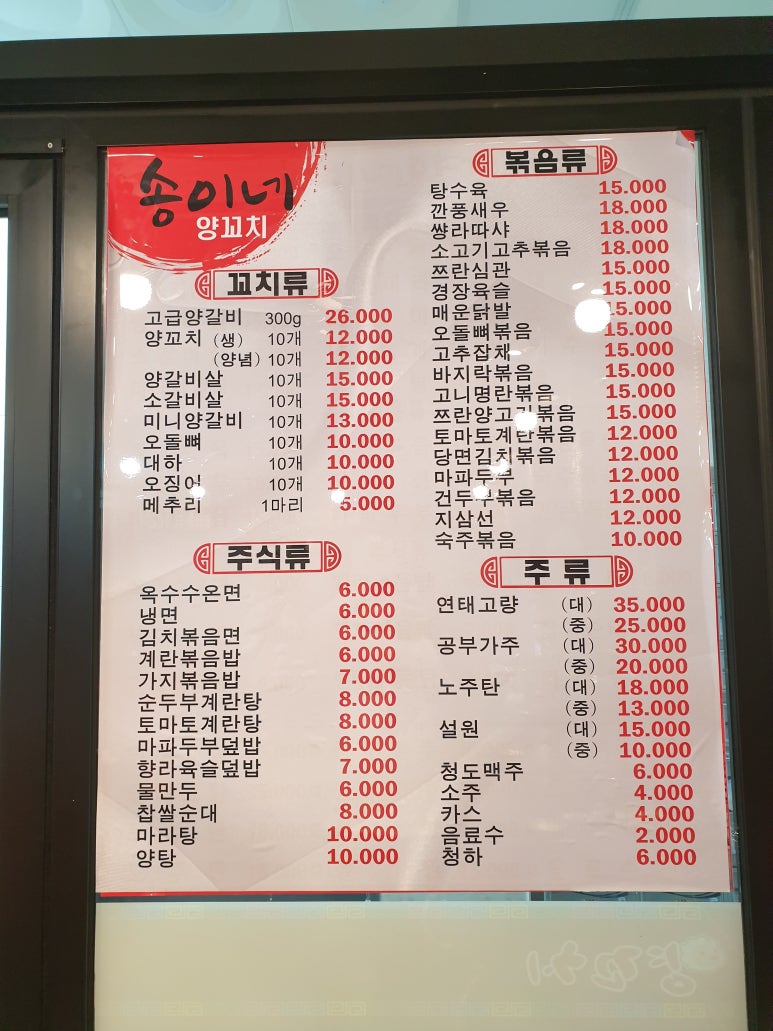 송이네
양꼬치
꼬치류
고급양갈비 300g 26.000
양꼬치 (생) 10개 12.000
(양념) 10개 12.000
양갈비살 10개 15.000
소갈비살 10개 15.000
미니양갈비 10개 13.000
오돌뼈 10개 10.000
대하 10개 10.000
오징어 10개 10.000
메추리 1마리 5.000
주식류
옥수수온면 6.000
냉면 6.000
김치볶음면 6.000
계란볶음밥 6.000
가지볶음밥 7.000
순두부계란탕 8.000
토마토계란탕 8.000
마파두부덮밥 6.000
향라육슬덮밥 7.000
물만두 6.000
찹쌀순대 8.000
마라탕 10.000
양탕 10.000
볶음류
탕수육 15.000
깐풍새우 18.000
썅라따샤 18.000
소고기고추볶음 18.000
쯔란심관 15.000
경장육슬 15.000
매운닭발 15.000
오돌뼈볶음 15.000
고추잡채 15.000
바지락볶음 15.000
고니명란볶음 15.000
쯔란양고기볶음 15.000
토마토계란볶음 12.000
당면김치볶음 12.000
마파두부 12.000
건두부볶음 12.000
지삼선 12.000
숙주볶음 10.000
주 류
연태고량 (대) 35.000
(중) 25.000
공부가주 (대) 30.000
(중) 20.000
노주탄 (대) 18.000
(중) 13.000
설원 (대) 15.000
(중) 10.000
청도맥주 6.000
소주 4.000
카스 4.000
음료수 2.000
청하 6.000